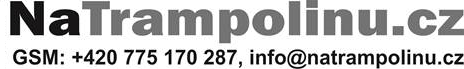 NaTrampolinu.cz
GSM: +420 775 170 287, info@natrampolinu.cz